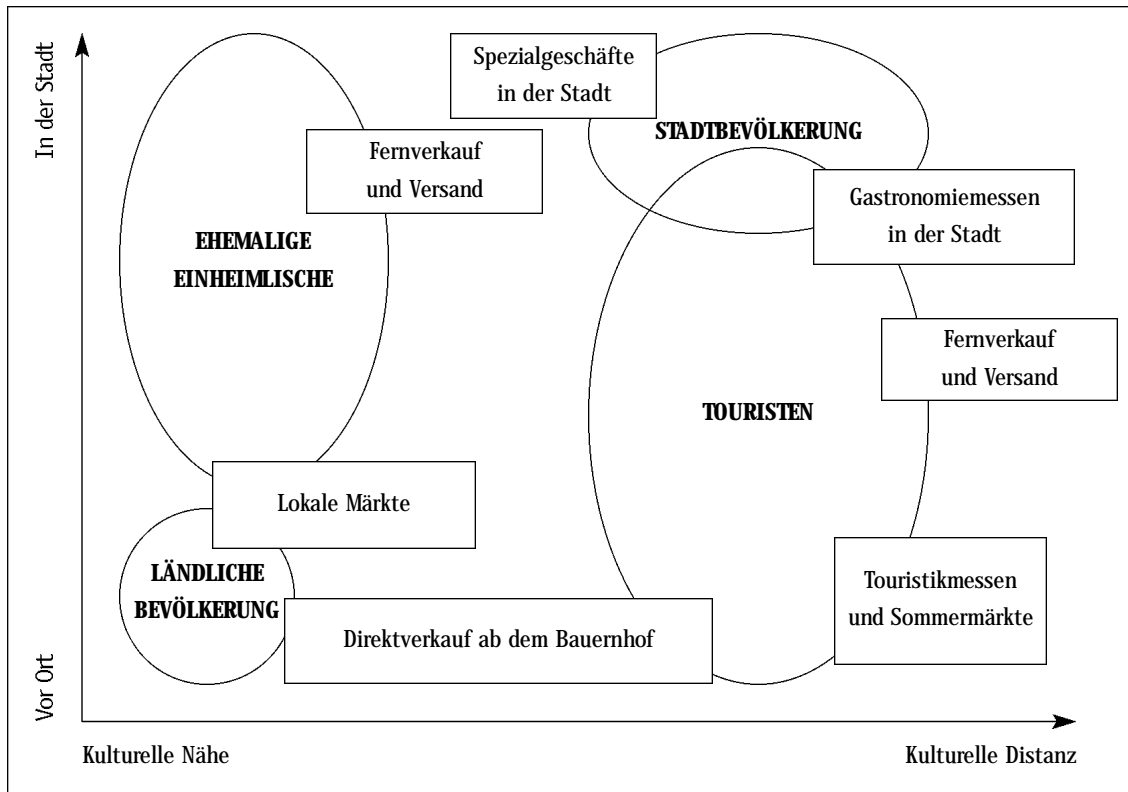 In der Stadt
Spezialgeschäfte
in der Stadt
STADTBEVÖLKERUNG
Fernverkauf
und Versand
Gastronomiemessen
in der Stadt
EHEMALIGE
EINHEIMLISCHE
Fernverkauf
und Versand
TOURISTEN
Lokale Märkte
LÄNDLICHE
BEVÖLKERUNG
Touristikmessen
und Sommermärkte
Direktverkauf ab dem Bauernhof
Vor Ort
Kulturelle Nähe
Kulturelle Distanz